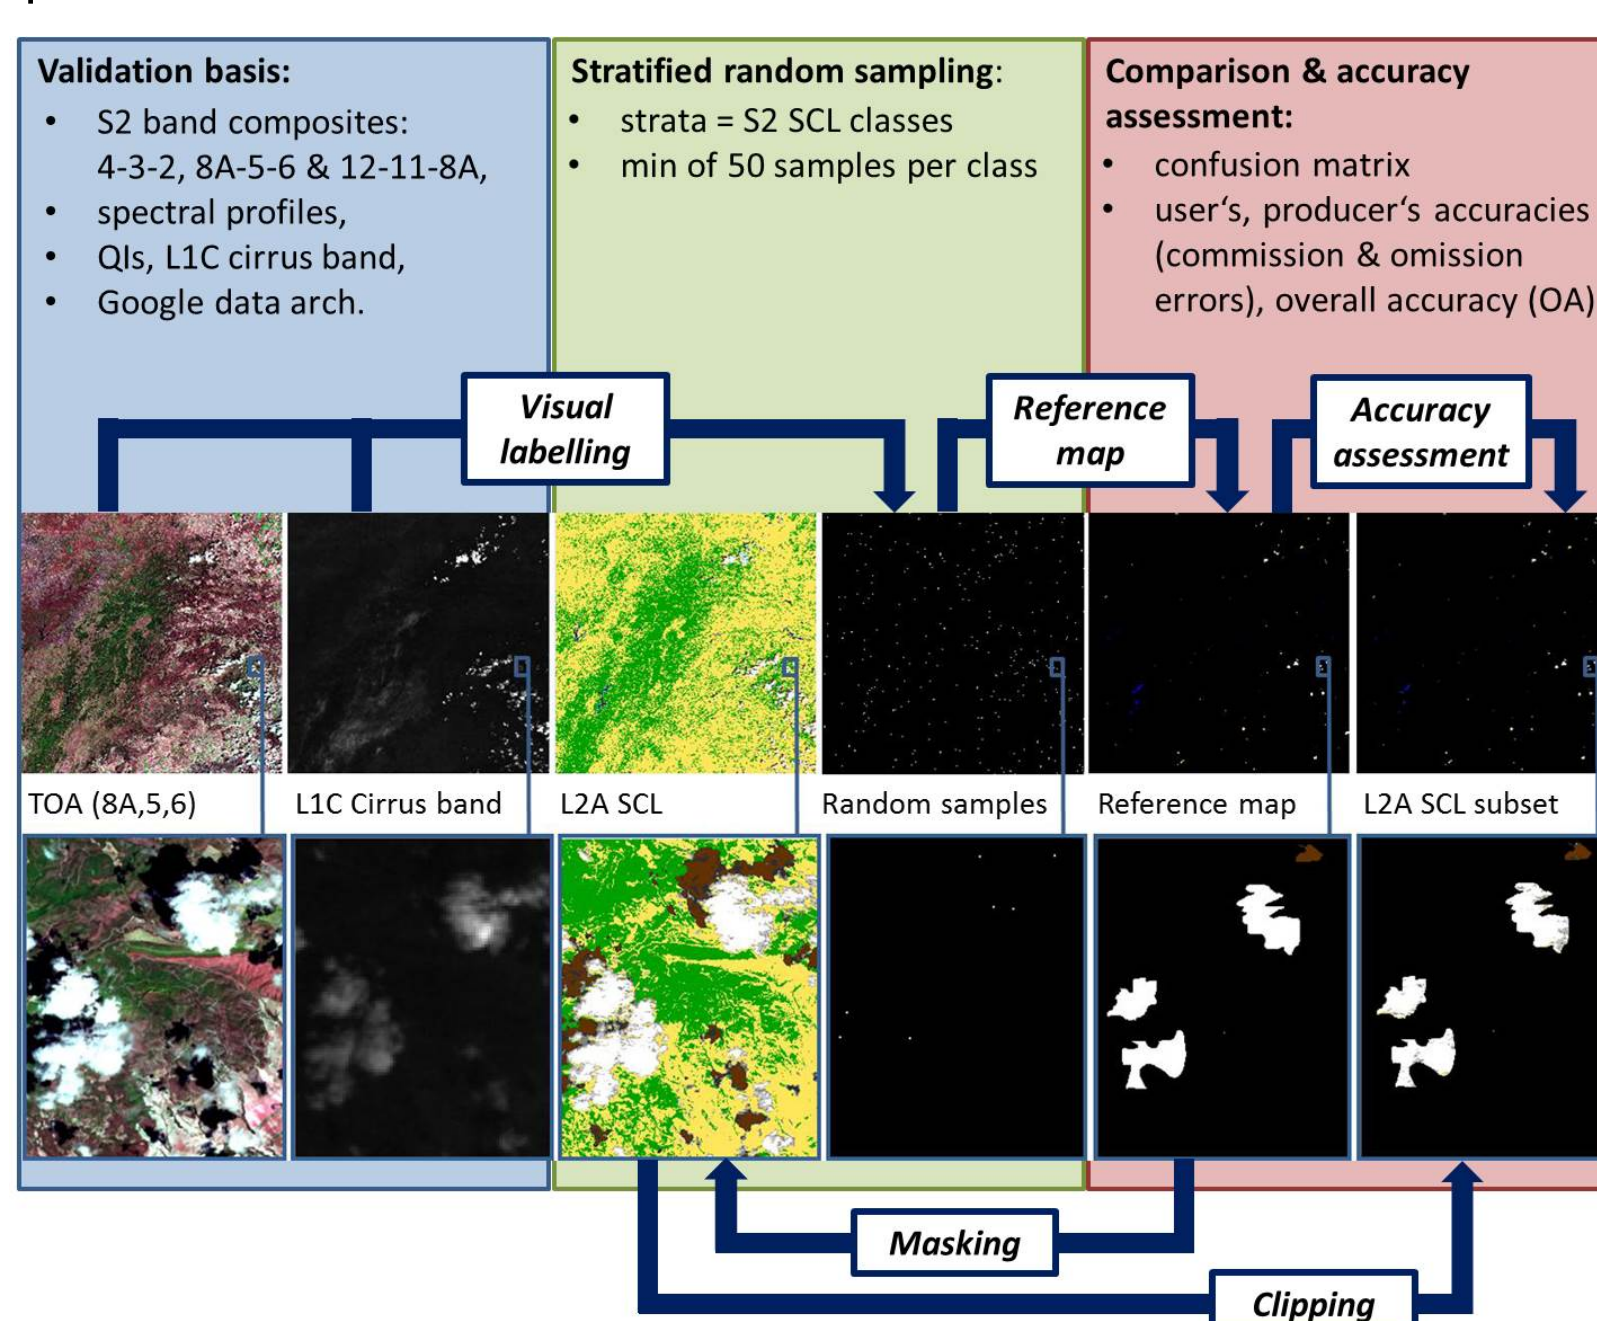 Validation basis:
• S2 band composites:
4-3-2, 8A-5-6 & 12-11-8A,
• spectral profiles,
• QIs, L1C cirrus band,
• Google data arch.
Stratified random sampling:
• strata = S2 SCL classes
• min of 50 samples per class
Comparison & accuracy
assessment:
• confusion matrix
• user‘s, producer‘s accuracies
(commission & omission
errors), overall accuracy (OA)
Visual
labelling
Reference
map
Accuracy
assessment
TOA (8A,5,6)
L1C Cirrus band
L2A SCL
Random samples
Reference map
L2A SCL subset
Masking
Clipping